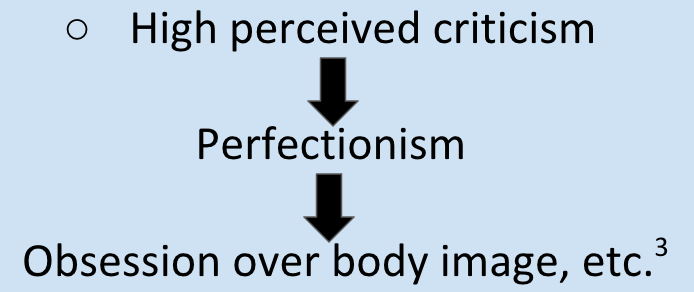 ○ High perceived criticism
Perfectionism
Obsession over body image, etc.³